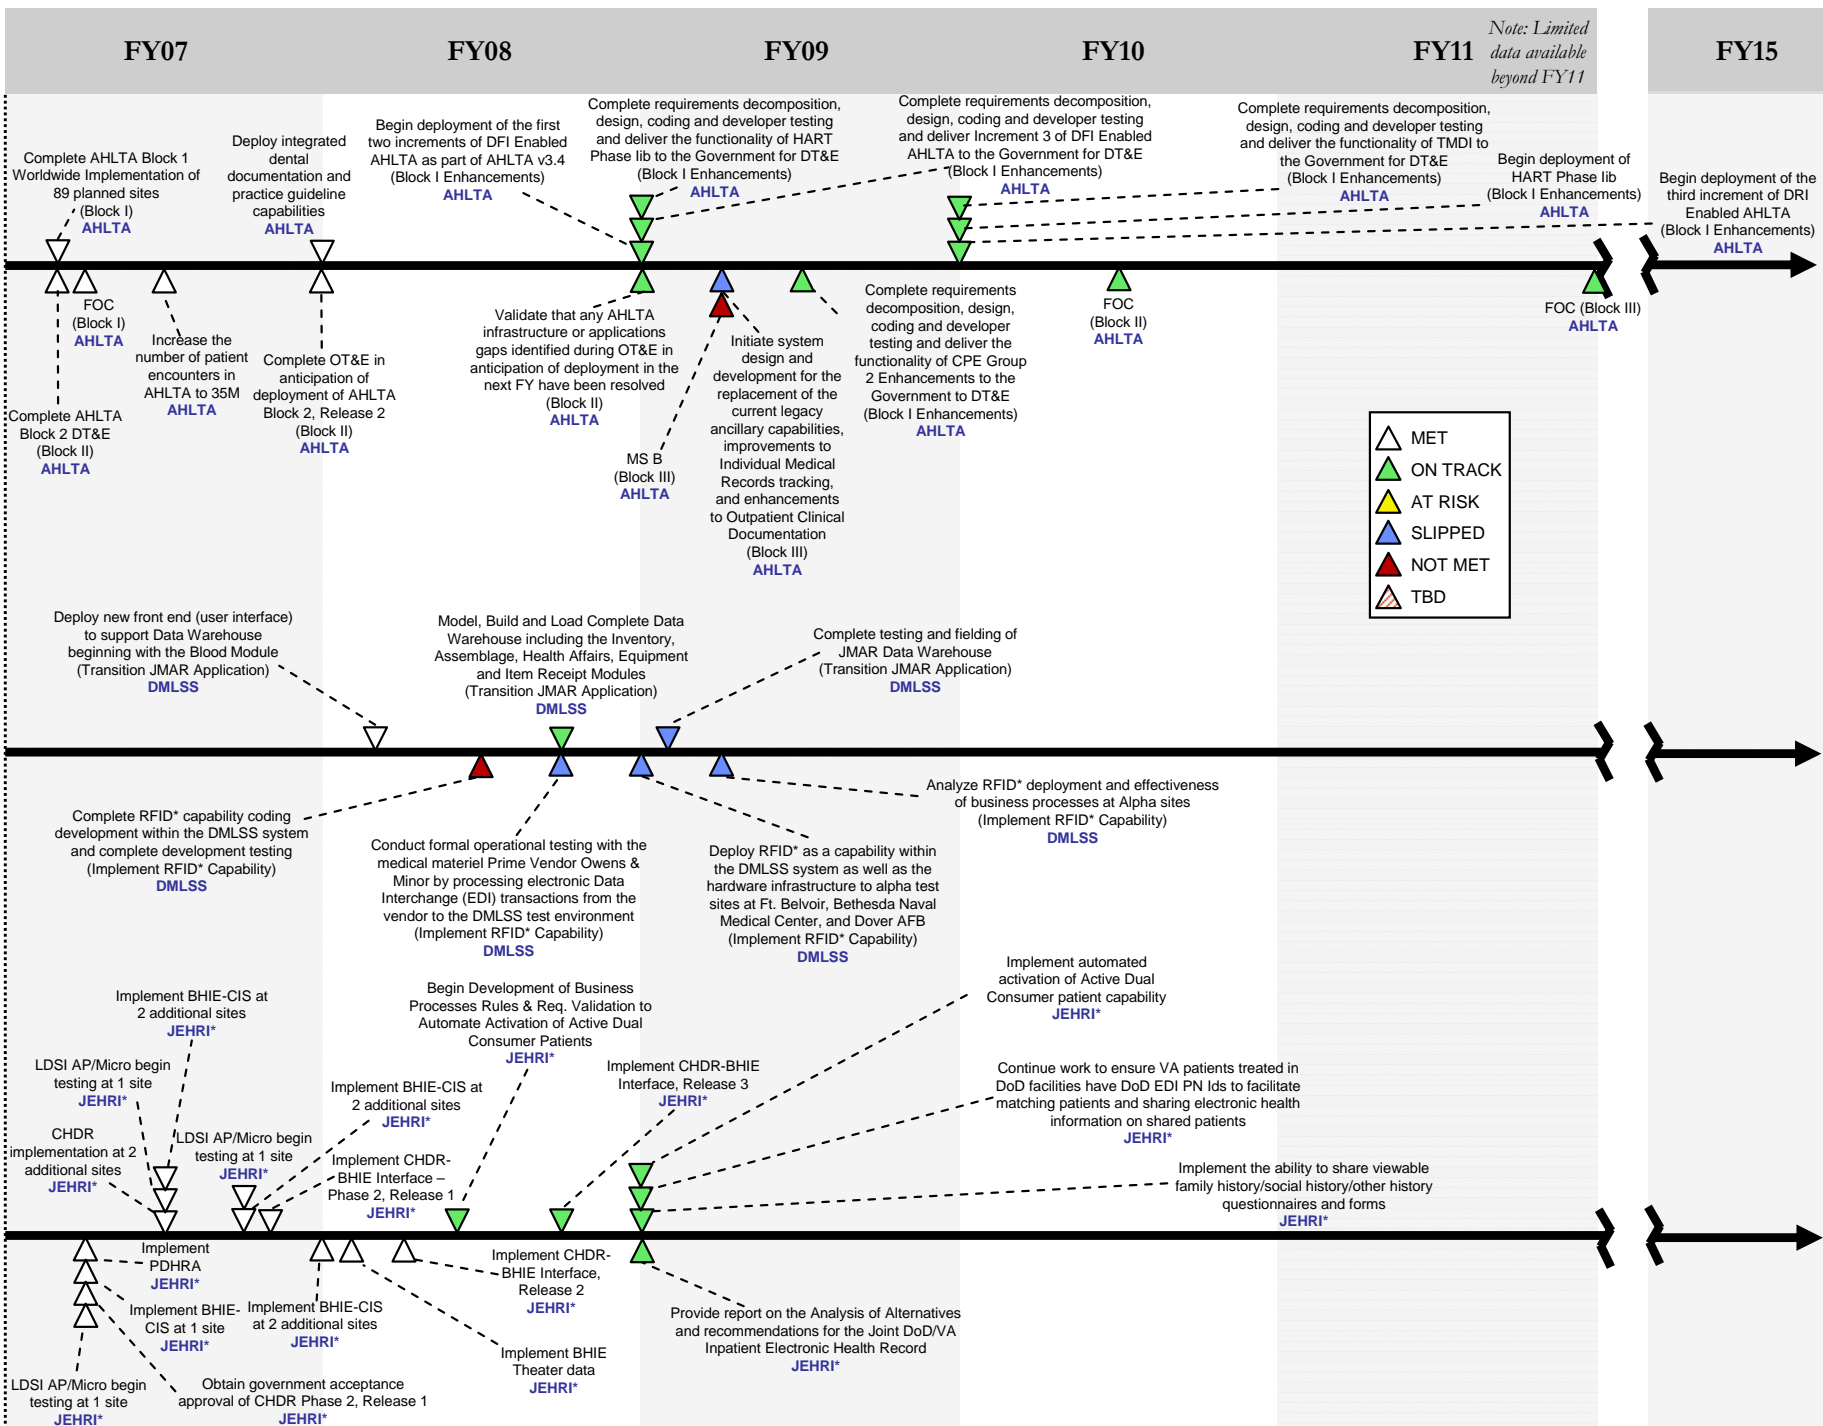 FY07
FY08
FY09
FY10
FY11
Note: Limited
data available
beyond FY11
FY15
Complete AHLTA Block 1
Worldwide Implementation of
89 planned sites
(Block I)
AHLTA
Deploy integrated
dental
documentation and
practice guideline
capabilities
AHLTA
Begin deployment of the first
two increments of DFI Enabled
AHLTA as part of AHLTA v3.4
(Block I Enhancements)
AHLTA
Complete requirements decomposition,
design, coding and developer testing
and deliver the functionality of HART
Phase Iib to the Government for DT&E
(Block I Enhancements)
AHLTA
Complete requirements decomposition,
design, coding and developer testing
and deliver Increment 3 of DFI Enabled
AHLTA to the Government for DT&E
(Block I Enhancements)
AHLTA
Complete requirements decomposition,
design, coding and developer testing
and deliver the functionality of TMDI to
the Government for DT&E
(Block I Enhancements)
AHLTA
Begin deployment of
HART Phase Iib
(Block I Enhancements)
AHLTA
Begin deployment of the
third increment of DRI
Enabled AHLTA
(Block I Enhancements)
AHLTA
FOC
(Block I)
AHLTA
Increase the
number of patient
encounters in
AHLTA to 35M
AHLTA
Complete AHLTA
Block 2 DT&E
(Block II)
AHLTA
Complete OT&E in
anticipation of
deployment of AHLTA
Block 2, Release 2
(Block II)
AHLTA
Validate that any AHLTA
infrastructure or applications
gaps identified during OT&E in
anticipation of deployment in the
next FY have been resolved
(Block II)
AHLTA
MS B
(Block III)
AHLTA
Initiate system
design and
development for the
replacement of the
current legacy
ancillary capabilities,
improvements to
Individual Medical
Records tracking,
and enhancements
to Outpatient Clinical
Documentation
(Block III)
AHLTA
Complete requirements
decomposition, design,
coding and developer
testing and deliver the
functionality of CPE Group
2 Enhancements to the
Government to DT&E
(Block I Enhancements)
AHLTA
FOC
(Block II)
AHLTA
FOC (Block III)
AHLTA
MET
ON TRACK
AT RISK
SLIPPED
NOT MET
TBD
Deploy new front end (user interface)
to support Data Warehouse
beginning with the Blood Module
(Transition JMAR Application)
DMLSS
Model, Build and Load Complete Data
Warehouse including the Inventory,
Assemblage, Health Affairs, Equipment
and Item Receipt Modules
(Transition JMAR Application)
DMLSS
Complete testing and fielding of
JMAR Data Warehouse
(Transition JMAR Application)
DMLSS
Complete RFID* capability coding
development within the DMLSS system
and complete development testing
(Implement RFID* Capability)
DMLSS
Conduct formal operational testing with the
medical materiel Prime Vendor Owens &
Minor by processing electronic Data
Interchange (EDI) transactions from the
vendor to the DMLSS test environment
(Implement RFID* Capability)
DMLSS
Deploy RFID* as a capability within
the DMLSS system as well as the
hardware infrastructure to alpha test
sites at Ft. Belvoir, Bethesda Naval
Medical Center, and Dover AFB
(Implement RFID* Capability)
DMLSS
Analyze RFID* deployment and effectiveness
of business processes at Alpha sites
(Implement RFID* Capability)
DMLSS
Implement BHIE-CIS at
2 additional sites
JEHRI*
LDSI AP/Micro begin
testing at 1 site
JEHRI*
CHDR
implementation at 2
additional sites
JEHRI*
LDSI AP/Micro begin
testing at 1 site
JEHRI*
Implement BHIE-CIS at
2 additional sites
JEHRI*
Implement CHDR-
BHIE Interface –
Phase 2, Release 1
JEHRI*
Begin Development of Business
Processes Rules & Req. Validation to
Automate Activation of Active Dual
Consumer Patients
JEHRI*
Implement CHDR-BHIE
Interface, Release 3
JEHRI*
Implement automated
activation of Active Dual
Consumer patient capability
JEHRI*
Continue work to ensure VA patients treated in
DoD facilities have DoD EDI PN Ids to facilitate
matching patients and sharing electronic health
information on shared patients
JEHRI*
Implement the ability to share viewable
family history/social history/other history
questionnaires and forms
JEHRI*
Implement
PDHRA
JEHRI*
Implement BHIE-
CIS at 1 site
JEHRI*
Implement BHIE-CIS
at 2 additional sites
JEHRI*
LDSI AP/Micro begin
testing at 1 site
JEHRI*
Obtain government acceptance
approval of CHDR Phase 2, Release 1
JEHRI*
Implement CHDR-
BHIE Interface,
Release 2
JEHRI*
Implement BHIE
Theater data
JEHRI*
Provide report on the Analysis of Alternatives
and recommendations for the Joint DoD/VA
Inpatient Electronic Health Record
JEHRI*